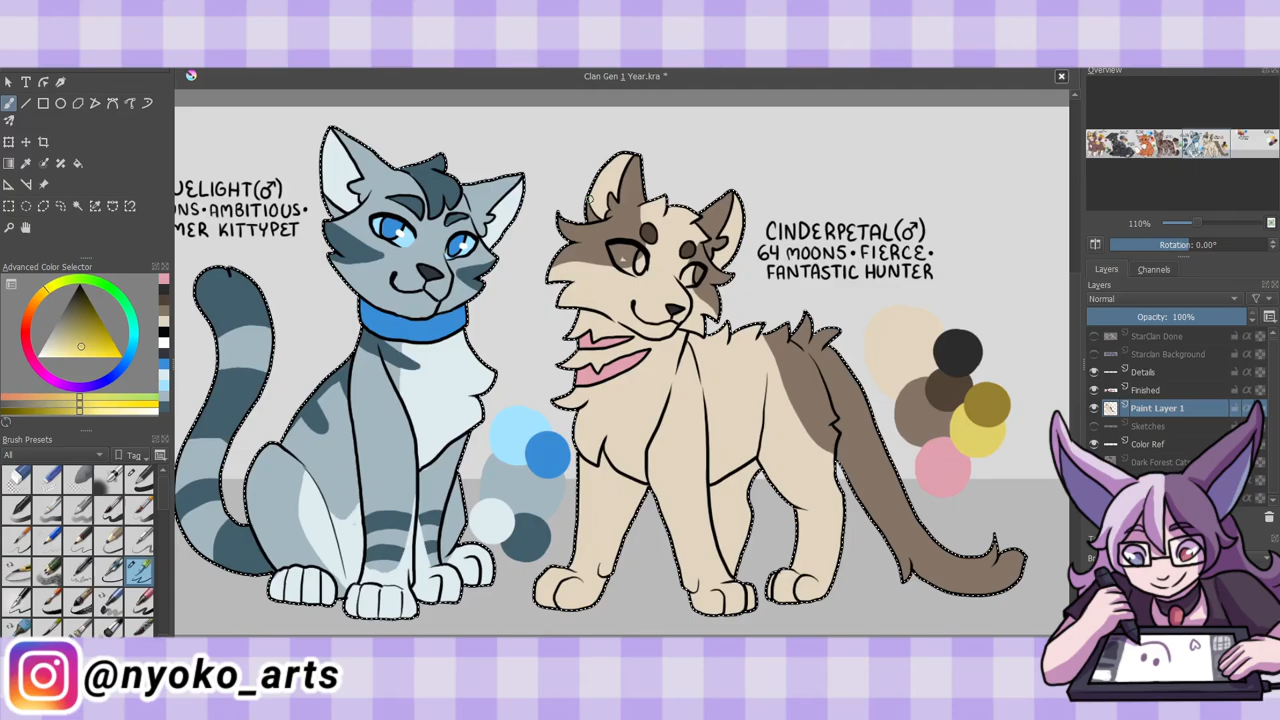 Clan Gen 1 Year.kra *
Overview
110%
Rotation: 0.00°
Layers
Channels
Layers
Normal
Opacity: 100%
StarClan Done
Starclan Background
Details
Finished
Paint Layer 1
Sketches
Color Ref
Dark Forest Cats
Advanced Color Selector
Brush Presets
All
Tag
UELIGHT(♂)
NS•AMBITIOUS•
MER KITTYPET
CINDERPETAL(♂)
64 MOONS•FIERCE•
FANTASTIC HUNTER
@nyoko_arts